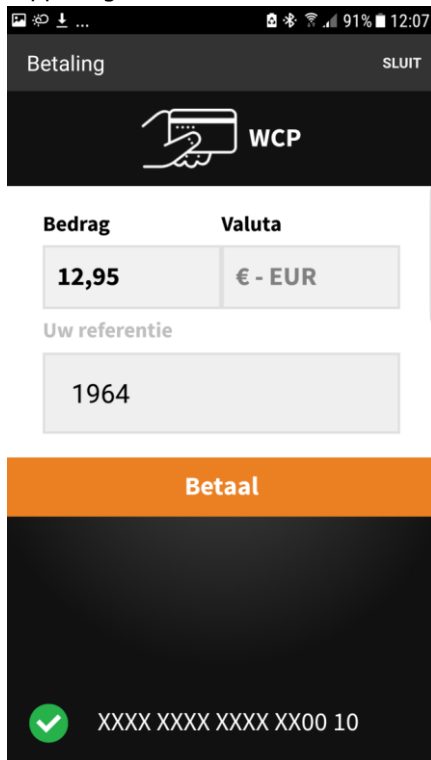 ... 91% 12:07
Betaling SLUIT
WCP
Bedrag Valuta
12,95 € - EUR
Uw referentie
1964
Betaal
XXXX XXXX XXXX XX00 10